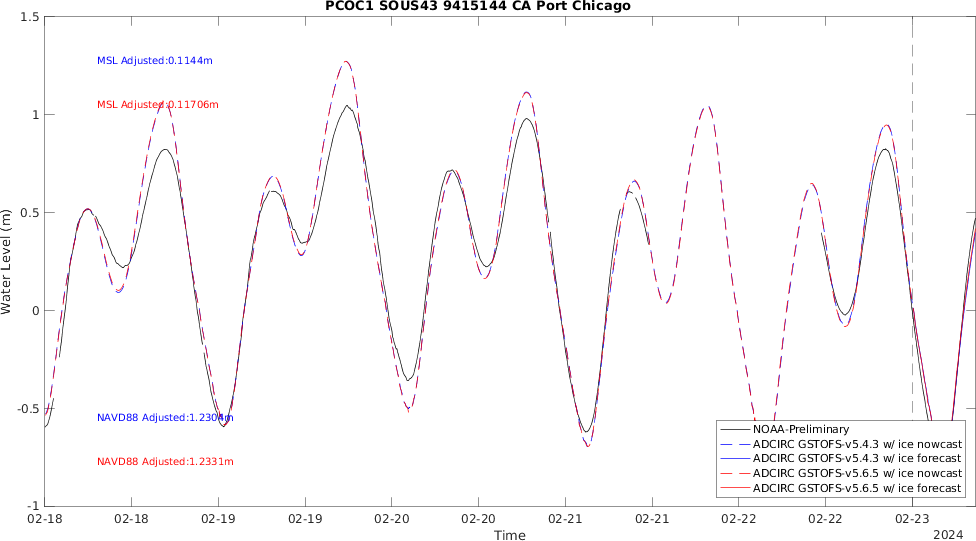 PCOC1 SOUS43 9415144 CA Port Chicago
1.5
MSL Adjusted:0.1144m
MSL Adjusted:0.11706m
1
0.5
Water Level (m)
0
-0.5
NAVD88 Adjusted:1.2304m
NAVD88 Adjusted:1.2331m
-1
NOAA-Preliminary
ADCIRC GSTOFS-v5.4.3 w/ ice nowcast
ADCIRC GSTOFS-v5.4.3 w/ ice forecast
ADCIRC GSTOFS-v5.6.5 w/ ice nowcast
ADCIRC GSTOFS-v5.6.5 w/ ice forecast
02-18 02-18 02-19 02-19 02-20 02-20 02-21 02-21 02-22 02-22 02-23
Time
2024